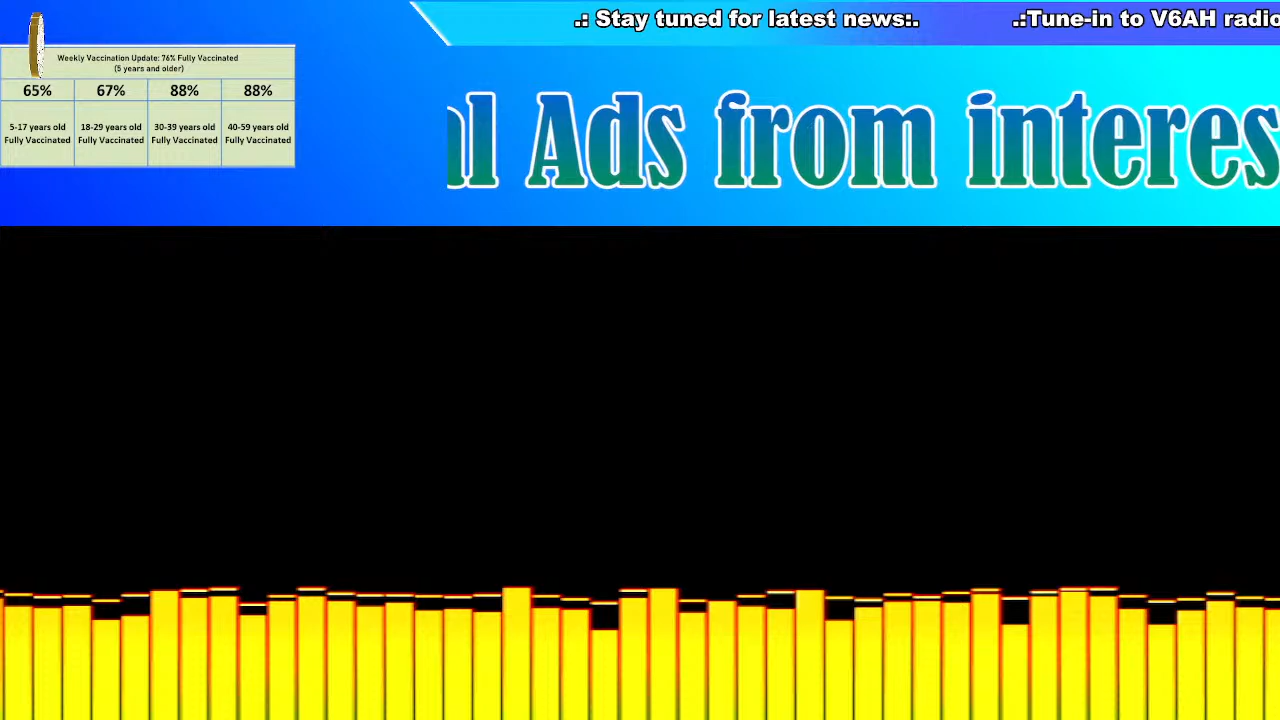 .: Stay tuned for latest news:.
.:Tune-in to V6AH radio
Weekly Vaccination Update: 76% Fully Vaccinated
(5 years and older)
65% 67% 88% 88%
5-17 years old 18-29 years old 30-39 years old 40-59 years old
Fully Vaccinated Fully Vaccinated Fully Vaccinated Fully Vaccinated
Ads from interes